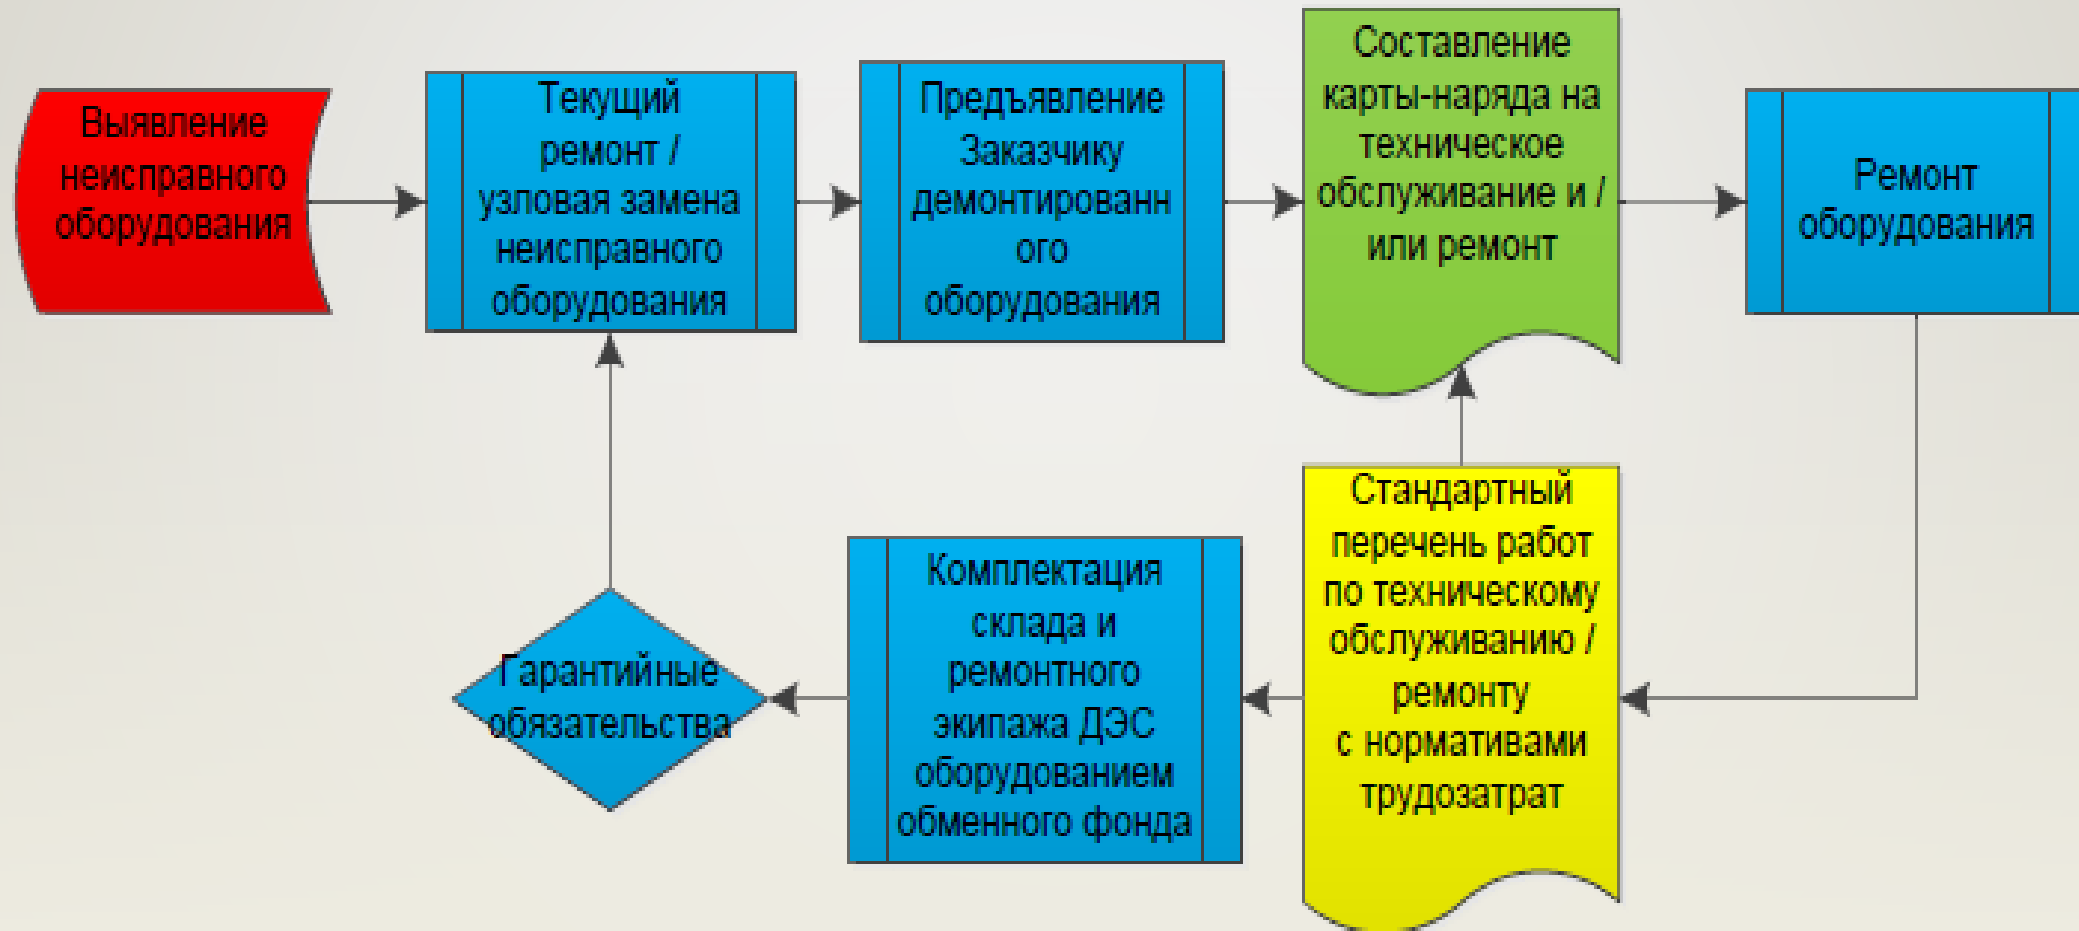 Выявление
неисправного
оборудования
Текущий
ремонт /
узловая замена
неисправного
оборудования
Предъявление
Заказчику
демонтированн
ого
оборудования
Составление
карты-наряда на
техническое
обслуживание и /
или ремонт
Ремонт
оборудования
Гарантийные
обязательства
Комплектация
склада и
ремонтного
экипажа ДЭС
оборудованием
обменного фонда
Стандартный
перечень работ
по техническому
обслуживанию /
ремонту
с нормативами
трудозатрат